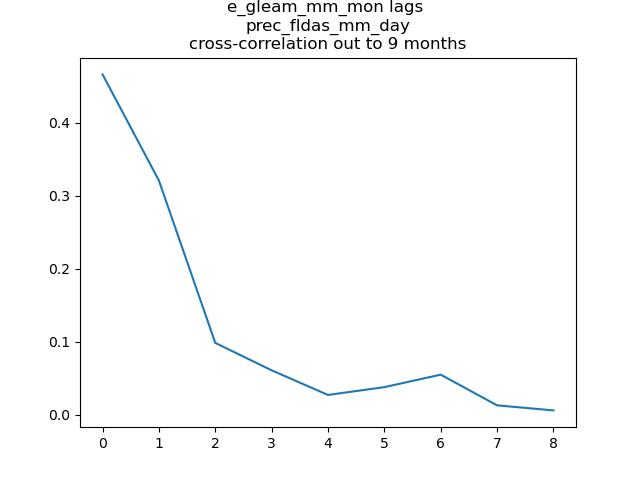 e_gleam_mm_mon lags
prec_fldas_mm_day
cross-correlation out to 9 months
0.4
0.3
0.2
0.1
0.0
0 1 2 3 4 5 6 7 8